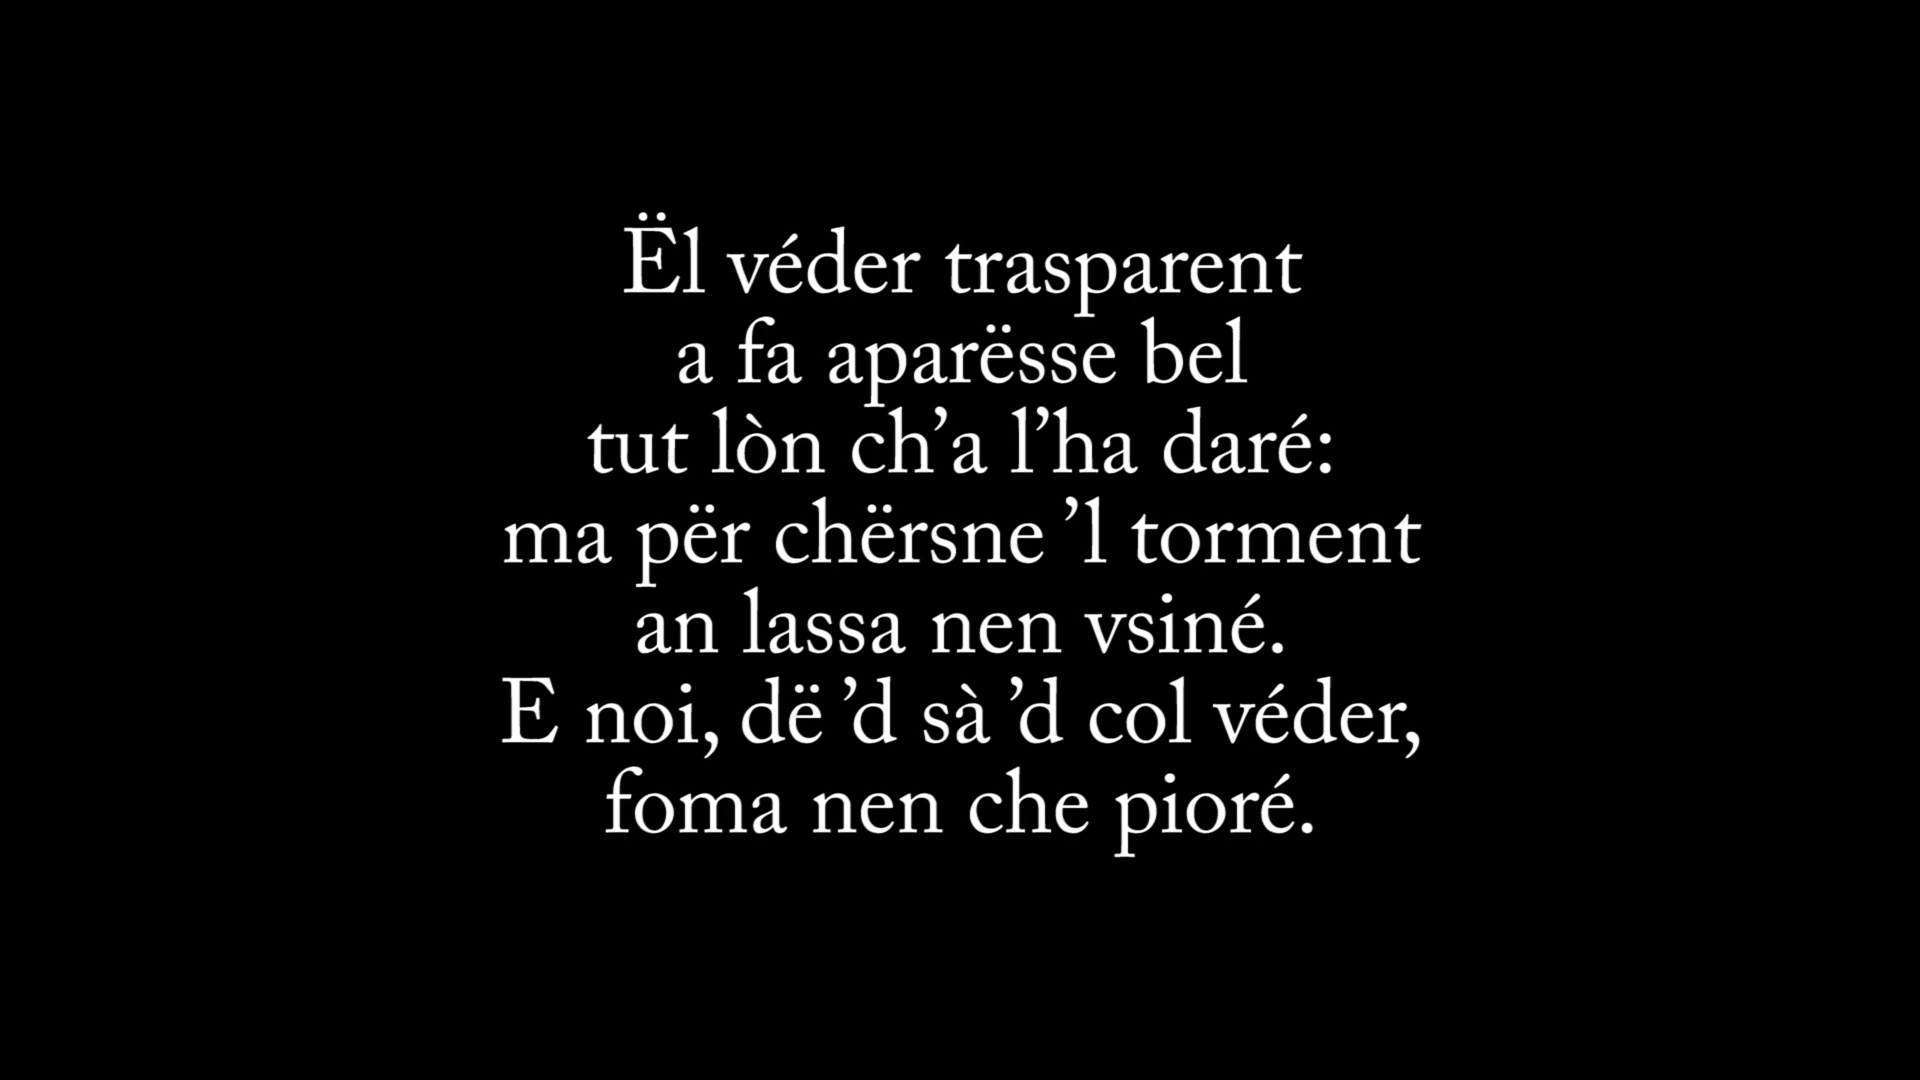 Ël véder trasparent
a fa aparësse bel
tut lòn ch’a l’ha daré:
ma për chërsne ’l torment
an lassa nen vsiné.
E noi, dë ’d sà ’d col véder,
foma nen che pioré.